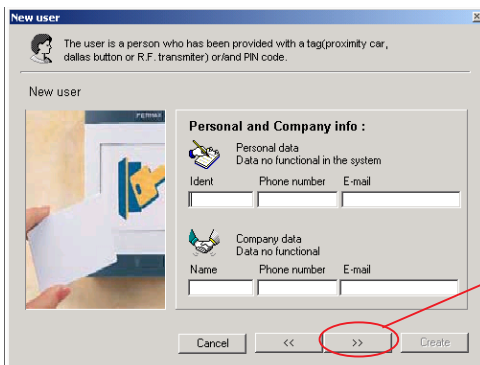 New user
The user is a person who has been provided with a tag(proximity car,
dallas button or R.F. transmiter) or/and PIN code.
New user
FERMAX
Personal and Company info :
Personal data
Data no functional in the system
Ident Phone number E-mail
Company data
Data no functional
Name Phone number E-mail
Cancel << >> Create